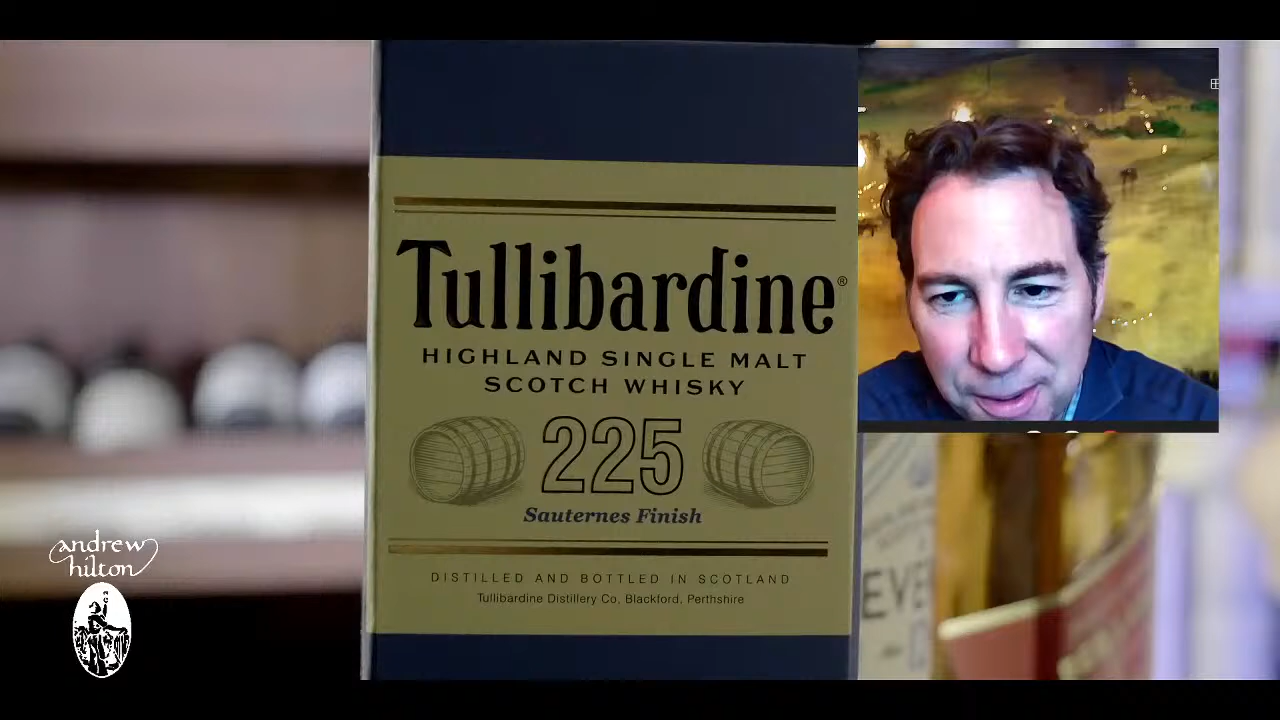 Tullibardine®
HIGHLAND SINGLE MALT
SCOTCH WHISKY
225
Sauternes Finish
DISTILLED AND BOTTLED IN SCOTLAND
Tullibardine Distillery Co, Blackford, Perthshire
andrew
hilton
EVE